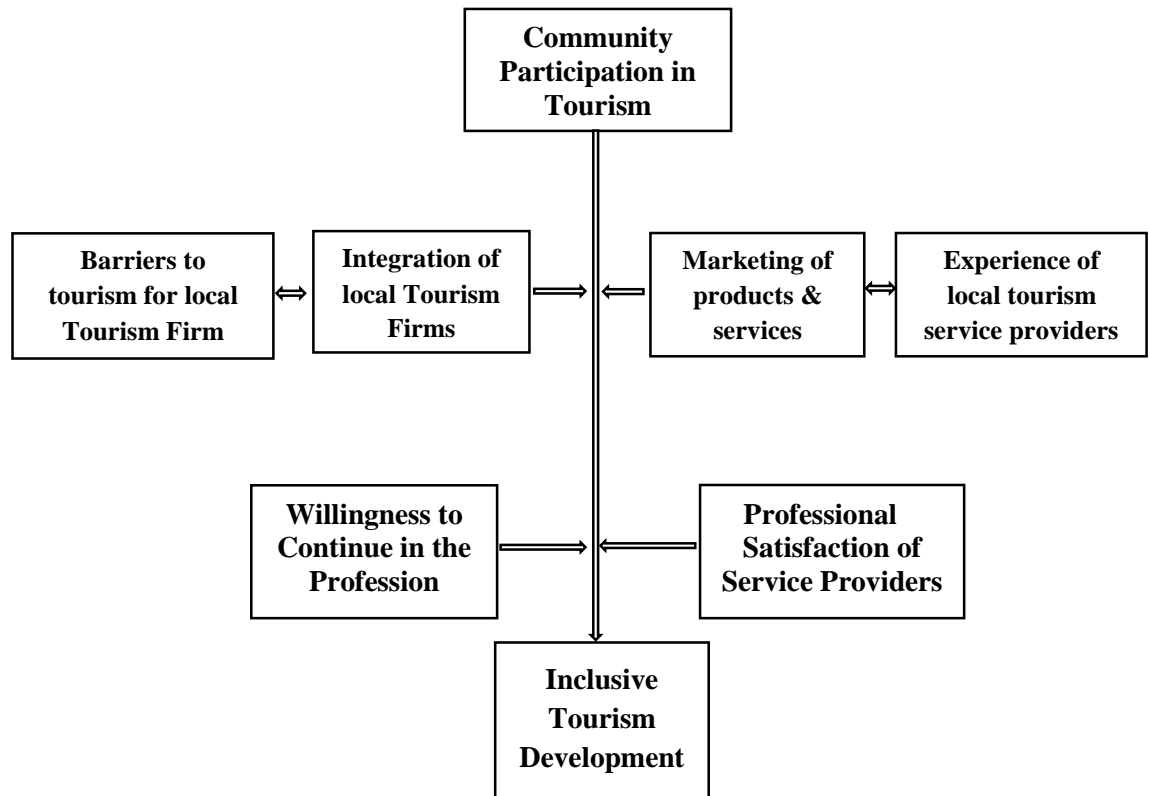 Community
Participation in
Tourism
Barriers to
tourism for local
Tourism Firm
Integration of
local Tourism
Firms
Marketing of
products &
services
Experience of
local tourism
service providers
Willingness to
Continue in the
Profession
Professional
Satisfaction of
Service Providers
Inclusive
Tourism
Development